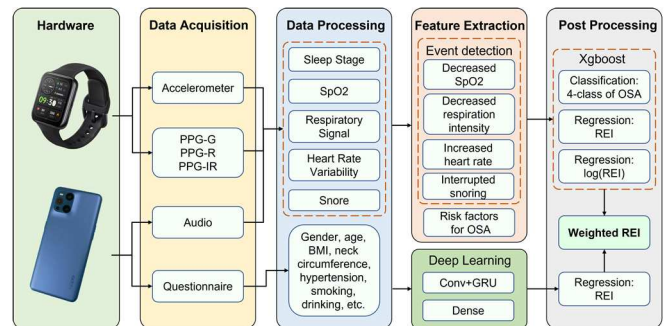 Hardware
Data Acquisition
Accelerometer
PPG-G
PPG-R
PPG-IR
Audio
Questionnaire
Data Processing
Sleep Stage
SpO2
Respiratory
Signal
Heart Rate
Variability
Snore
Gender, age,
BMI, neck
circumference,
hypertension,
smoking,
drinking, etc.
Feature Extraction
Event detection
Decreased
SpO2
Decreased
respiration
intensity
Increased
heart rate
Interrupted
snoring
Risk factors
for OSA
Deep Learning
Conv+GRU
Dense
Post Processing
Xgboost
Classification:
4-class of OSA
Regression:
REI
Regression:
log(REI)
Weighted REI
Regression:
REI